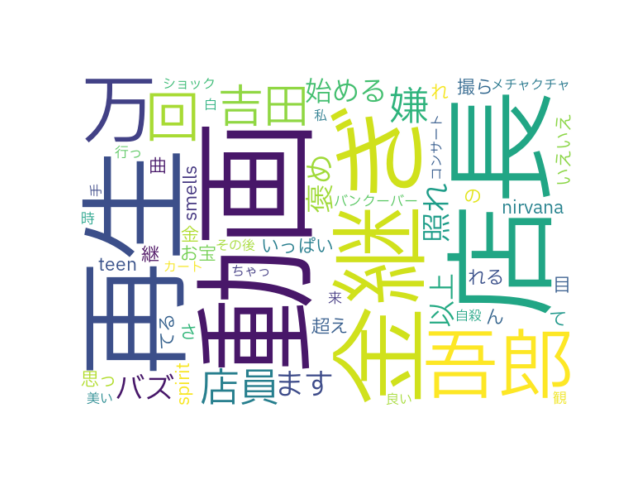 ショック
メチャクチャ
万
回
白
吉田
始める
私
嫌
れ
撮ら
いえいえ
行っ
曲
手
時
再生
smells
動画
褒め
バンクーバー
金継ぎ
照れ
コンサート
店長
の
nirvana
金
お宝
その後
いっぱい
継
teen
カート
ちゃっ
来
れる
目
てる
さ
超え
以上
自殺
ん
て
思っ
バズ
spirit
店員
ます
吾郎
美い
良い
観